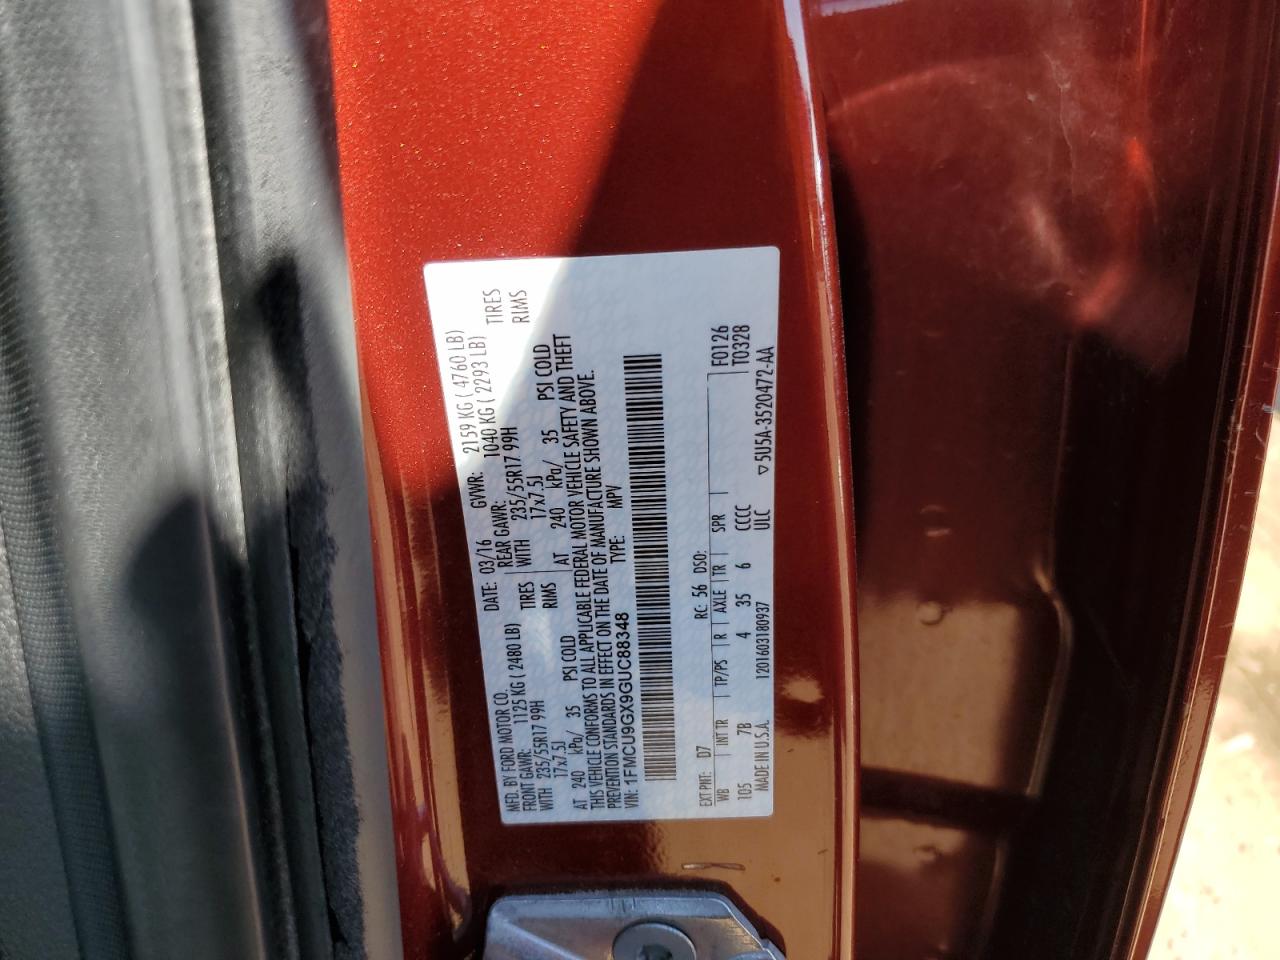 MFD. BY FORD MOTOR CO.
DATE: 03/16 GVWR: 2159 KG ( 4760 LB)
FRONT GAWR: 1125 KG ( 2480 LB) REAR GAWR: 1040 KG ( 2293 LB)
WITH 235/55R17 99H TIRES WITH 235/55R17 99H TIRES
17x7.5J RIMS 17x7.5J RIMS
AT 240 kPa/ 35 PSI COLD AT 240 kPa/ 35 PSI COLD
THIS VEHICLE CONFORMS TO ALL APPLICABLE FEDERAL MOTOR VEHICLE SAFETY AND THEFT
PREVENTION STANDARDS IN EFFECT ON THE DATE OF MANUFACTURE SHOWN ABOVE.
VIN: 1FMCU9GX9GUC88348 TYPE: MPV
EXT PNT: D7 RC: 56 DSO: F0126
WB INT TR TP/PS R AXLE TR SPR T0328
105 7B 4 35 6 CCCC
MADE IN U.S.A. 1201603180937 ULC ▽5U5A-3520472-AA